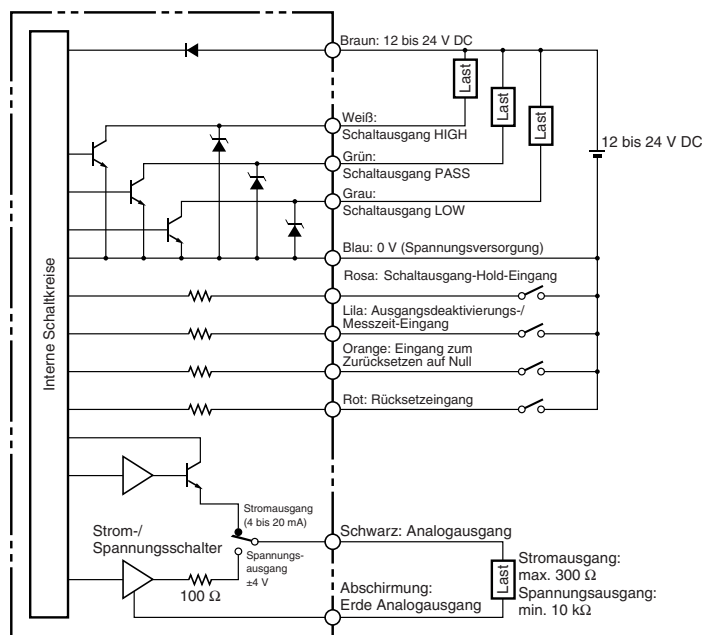 Braun: 12 bis 24 V DC
Last
Last
Last
Weiß:
Schaltausgang HIGH
12 bis 24 V DC
Grün:
Schaltausgang PASS
Grau:
Schaltausgang LOW
Blau: 0 V (Spannungsversorgung)
Rosa: Schaltausgang-Hold-Eingang
Interne Schaltkreise
Lila: Ausgangsdeaktivierungs-/
Messzeit-Eingang
Orange: Eingang zum
Zurücksetzen auf Null
Rot: Rücksetzeingang
Stromausgang
(4 bis 20 mA)
Schwarz: Analogausgang
Strom-/
Spannungsschalter
Spannungs-
ausgang
±4 V
100 Ω
Last
Stromausgang:
max. 300 Ω
Spannungsausgang:
min. 10 kΩ
Abschirmung:
Erde Analogausgang